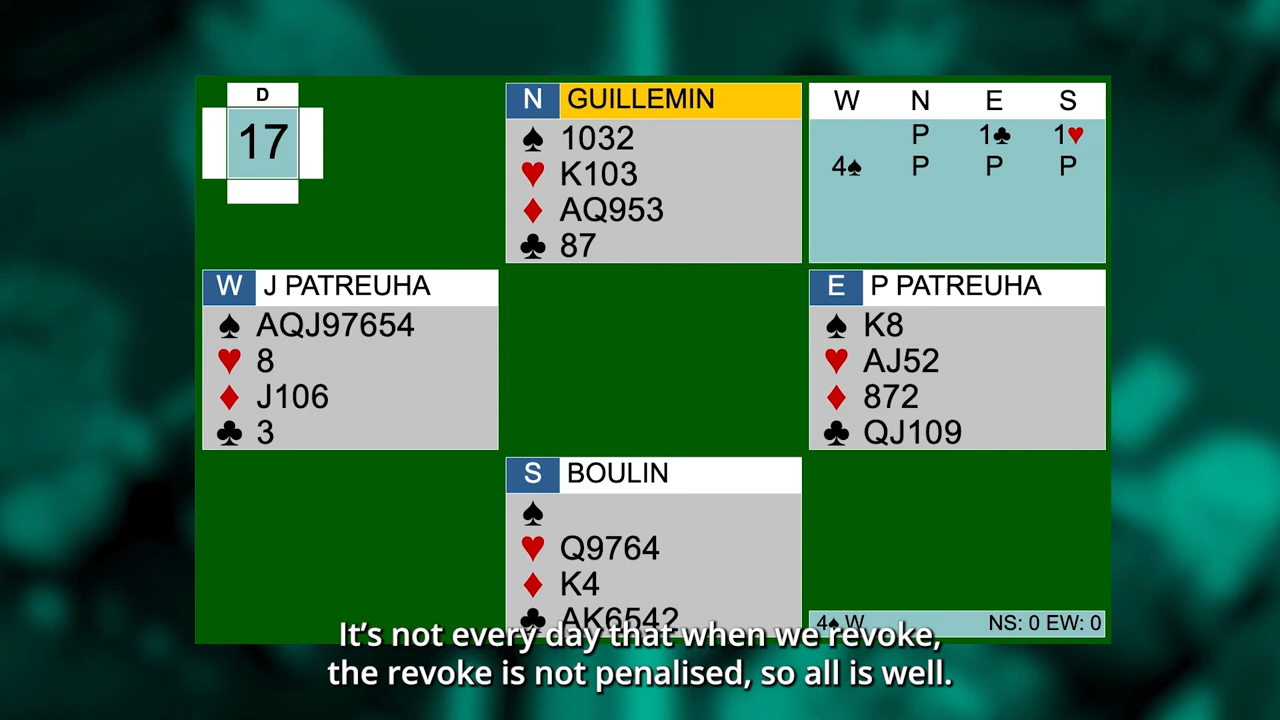 D
17
N GUILLEMIN
♠ 1032
♥ K103
♦ AQ953
♣ 87
W N E S
P 1♣ 1♥
4♠ P P P
W J PATREUHA
♠ AQJ97654
♥ 8
♦ J106
♣ 3
E P PATREUHA
♠ K8
♥ AJ52
♦ 872
♣ QJ109
S BOULIN
♠
♥ Q9764
♦ K4
♣ AK6542
4♠ W NS: 0 EW: 0
It’s not every day that when we revoke,
the revoke is not penalised, so all is well.